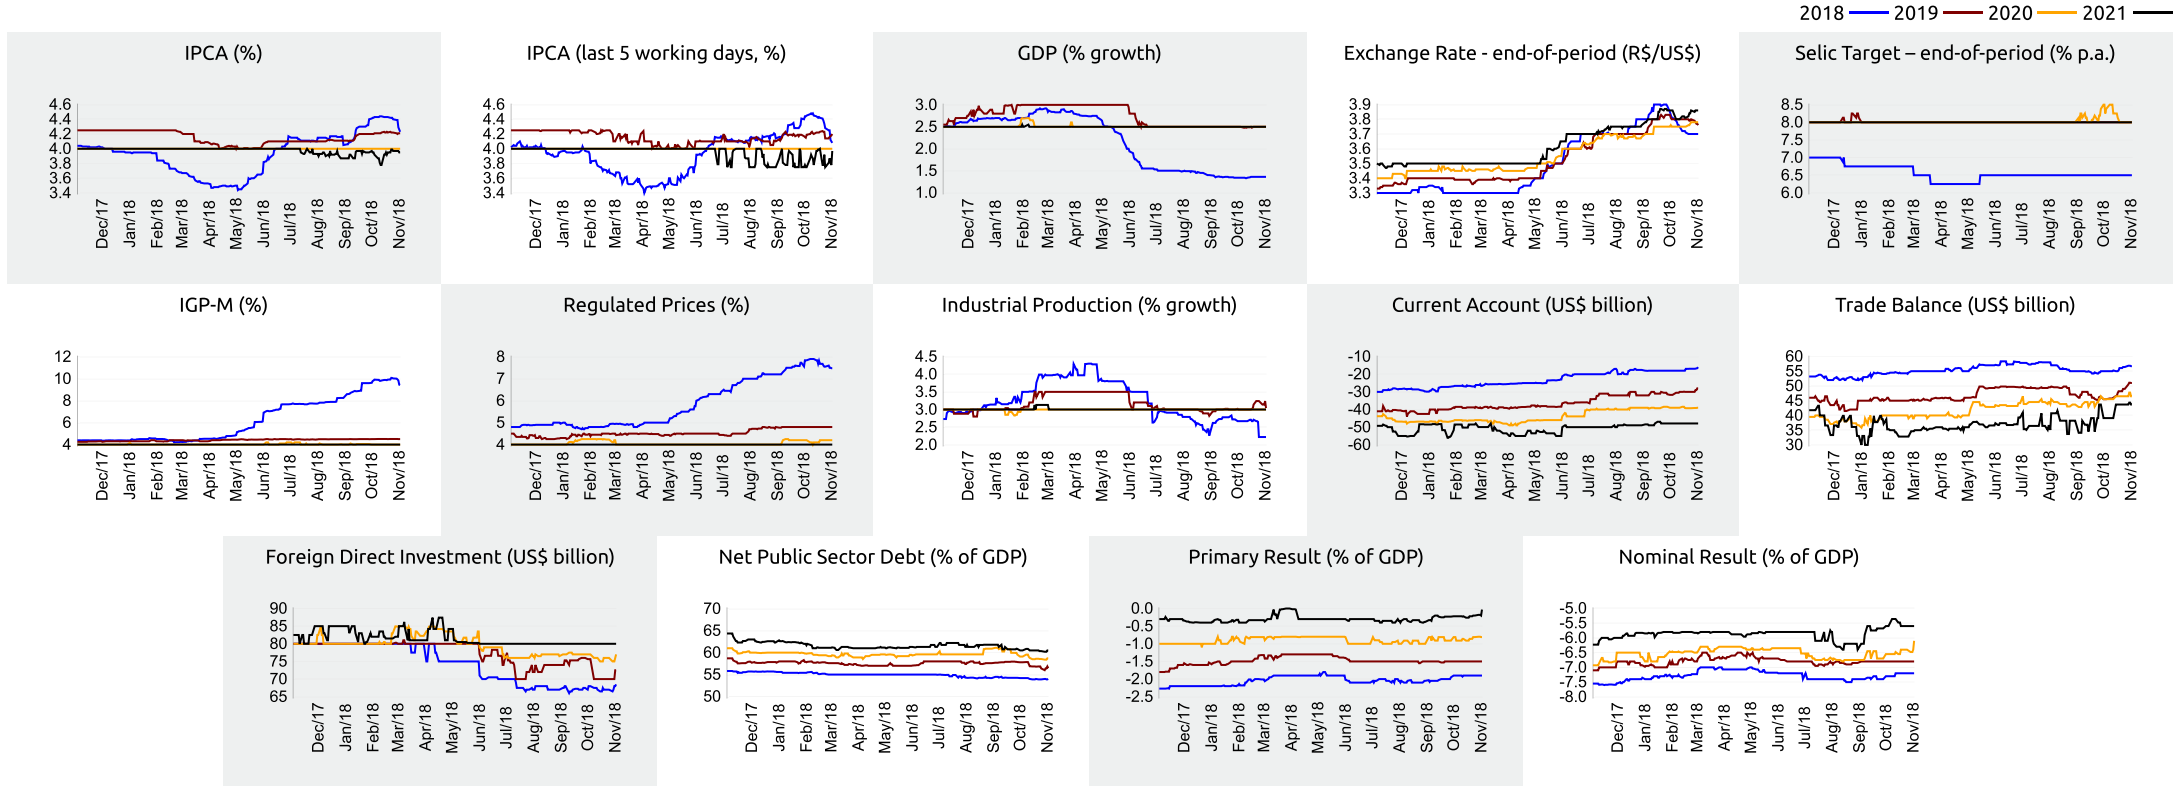 2018 2019 2020 2021
IPCA (%)
4.6
4.4
4.2
4.0
3.8
3.6
3.4
Dec/17 Jan/18 Feb/18 Mar/18 Apr/18 May/18 Jun/18 Jul/18 Aug/18 Sep/18 Oct/18 Nov/18
IPCA (last 5 working days, %)
4.6
4.4
4.2
4.0
3.8
3.6
3.4
Dec/17 Jan/18 Feb/18 Mar/18 Apr/18 May/18 Jun/18 Jul/18 Aug/18 Sep/18 Oct/18 Nov/18
GDP (% growth)
3.0
2.5
2.0
1.5
1.0
Dec/17 Jan/18 Feb/18 Mar/18 Apr/18 May/18 Jun/18 Jul/18 Aug/18 Sep/18 Oct/18 Nov/18
Exchange Rate - end-of-period (R$/US$)
3.9
3.8
3.7
3.6
3.5
3.4
3.3
Dec/17 Jan/18 Feb/18 Mar/18 Apr/18 May/18 Jun/18 Jul/18 Aug/18 Sep/18 Oct/18 Nov/18
Selic Target – end-of-period (% p.a.)
8.5
8.0
7.5
7.0
6.5
6.0
Dec/17 Jan/18 Feb/18 Mar/18 Apr/18 May/18 Jun/18 Jul/18 Aug/18 Sep/18 Oct/18 Nov/18
IGP-M (%)
12
10
8
6
4
Dec/17 Jan/18 Feb/18 Mar/18 Apr/18 May/18 Jun/18 Jul/18 Aug/18 Sep/18 Oct/18 Nov/18
Regulated Prices (%)
8
7
6
5
4
Dec/17 Jan/18 Feb/18 Mar/18 Apr/18 May/18 Jun/18 Jul/18 Aug/18 Sep/18 Oct/18 Nov/18
Industrial Production (% growth)
4.5
4.0
3.5
3.0
2.5
2.0
Dec/17 Jan/18 Feb/18 Mar/18 Apr/18 May/18 Jun/18 Jul/18 Aug/18 Sep/18 Oct/18 Nov/18
Current Account (US$ billion)
-10
-20
-30
-40
-50
-60
Dec/17 Jan/18 Feb/18 Mar/18 Apr/18 May/18 Jun/18 Jul/18 Aug/18 Sep/18 Oct/18 Nov/18
Trade Balance (US$ billion)
60
55
50
45
40
35
30
Dec/17 Jan/18 Feb/18 Mar/18 Apr/18 May/18 Jun/18 Jul/18 Aug/18 Sep/18 Oct/18 Nov/18
Foreign Direct Investment (US$ billion)
90
85
80
75
70
65
Dec/17 Jan/18 Feb/18 Mar/18 Apr/18 May/18 Jun/18 Jul/18 Aug/18 Sep/18 Oct/18 Nov/18
Net Public Sector Debt (% of GDP)
70
65
60
55
50
Dec/17 Jan/18 Feb/18 Mar/18 Apr/18 May/18 Jun/18 Jul/18 Aug/18 Sep/18 Oct/18 Nov/18
Primary Result (% of GDP)
0.0
-0.5
-1.0
-1.5
-2.0
-2.5
Dec/17 Jan/18 Feb/18 Mar/18 Apr/18 May/18 Jun/18 Jul/18 Aug/18 Sep/18 Oct/18 Nov/18
Nominal Result (% of GDP)
-5.0
-5.5
-6.0
-6.5
-7.0
-7.5
-8.0
Dec/17 Jan/18 Feb/18 Mar/18 Apr/18 May/18 Jun/18 Jul/18 Aug/18 Sep/18 Oct/18 Nov/18